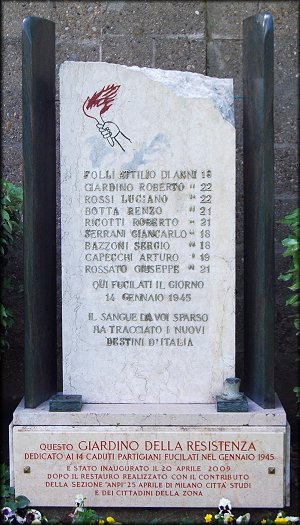 FOLLI ATTILIO DI ANNI 18
GIARDINO ROBERTO " 22
ROSSI LUCIANO " 22
BOTTA RENZO " 21
RICOTTI ROBERTO " 21
SERRANI GIANCARLO " 18
BAZZONI SERGIO " 18
CAPECCHI ARTURO " 19
ROSSATO GIUSEPPE " 21
QUI FUCILATI IL GIORNO
14 GENNAIO 1945
IL SANGUE DA VOI SPARSO
HA TRACCIATO I NUOVI
DESTINI D'ITALIA
QUESTO GIARDINO DELLA RESISTENZA
DEDICATO AI 14 CADUTI PARTIGIANI FUCILATI NEL GENNAIO 1945
E STATO INAUGURATO IL 20 APRILE 2009
DOPO IL RESTAURO REALIZZATO CON IL CONTRIBUTO
DELLA SEZIONE "ANPI" 25 APRILE DI MILANO CITTA' STUDI
E DEI CITTADINI DELLA ZONA